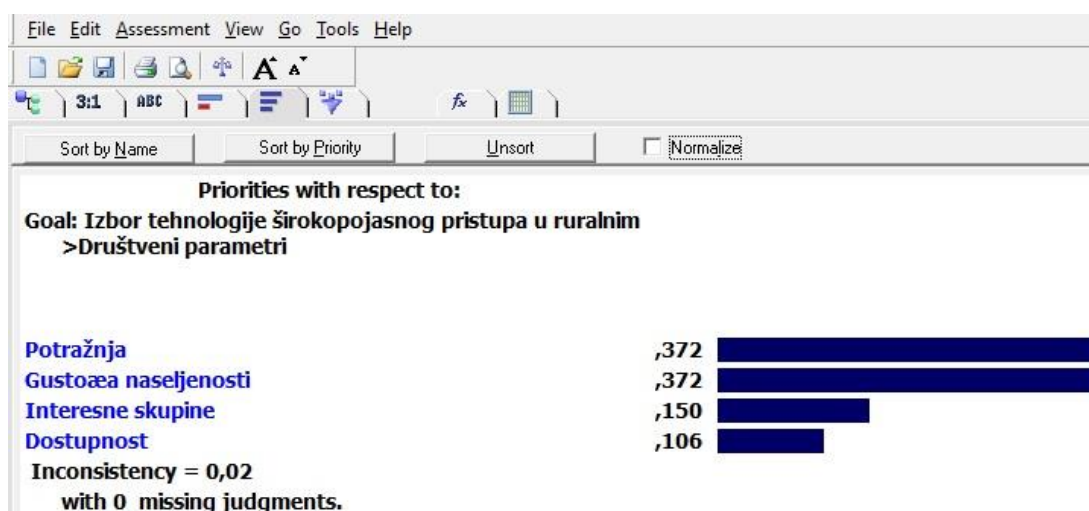 File Edit Assessment View Go Tools Help
A A
3:1 ABC fx
Sort by Name Sort by Priority Unsort Normalize
Priorities with respect to:
Goal: Izbor tehnologije širokopojasnog pristupa u ruralnim
>Društveni parametri
Potražnja ,372
Gustoæa naseljenosti ,372
Interesne skupine ,150
Dostupnost ,106
Inconsistency = 0,02
with 0 missing judgments.